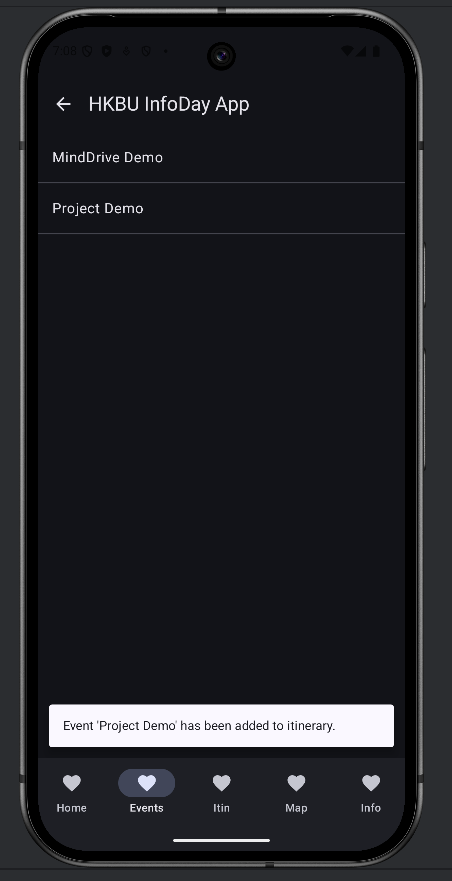 7:08
HKBU InfoDay App
MindDrive Demo
Project Demo
Event 'Project Demo' has been added to itinerary.
Home
Events
Itin
Map
Info